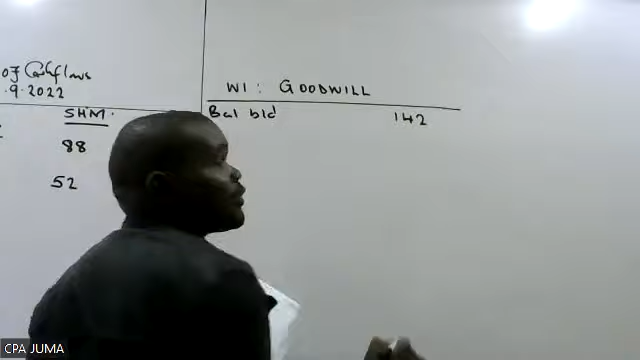 of Cashflows
.9.2022
SHM.
88
52
W1: GOODWILL
Bal b/d 142
CPA JUMA